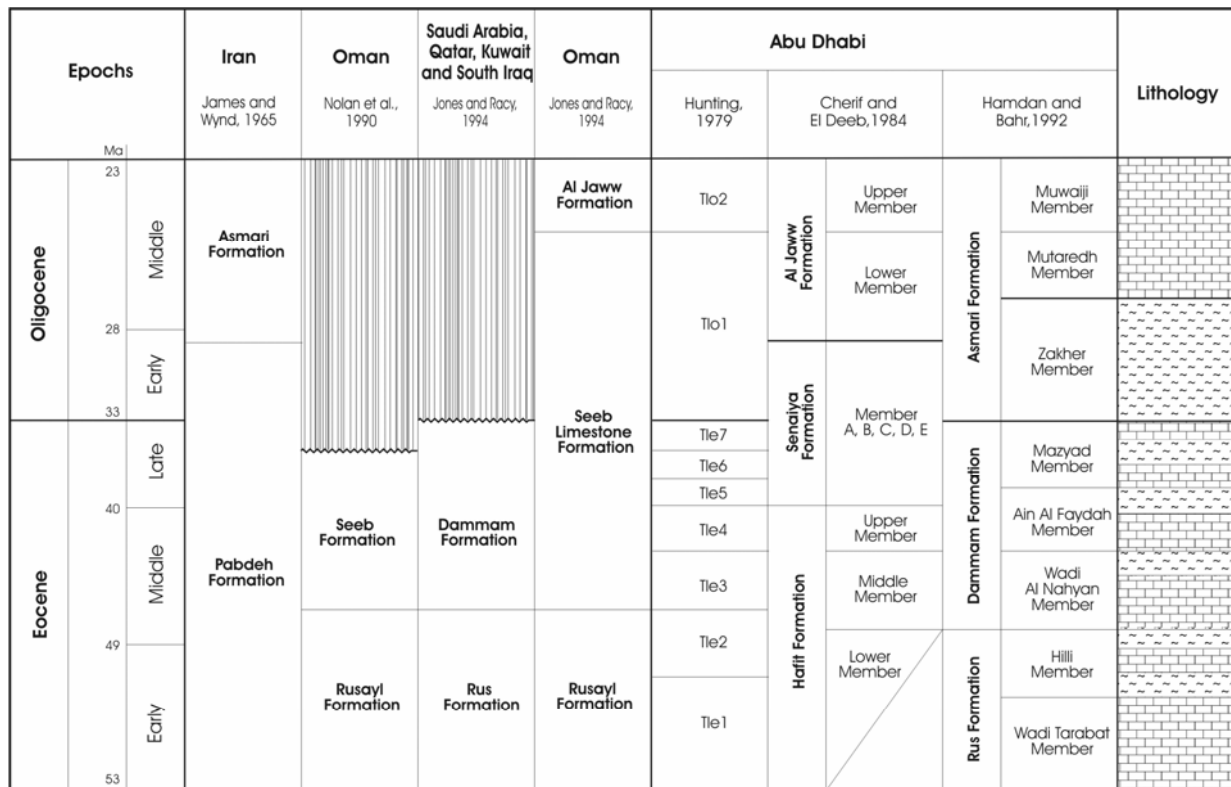 Epochs
Iran
James and
Wynd, 1965
Oman
Nolan et al.,
1990
Saudi Arabia,
Qatar, Kuwait
and South Iraq
Jones and Racy,
1994
Oman
Jones and Racy,
1994
Abu Dhabi
Hunting,
1979
Cherif and
El Deeb, 1984
Hamdan and
Bahr, 1992
Lithology
Ma
23
28
33
40
49
53
Oligocene
Middle
Early
Eocene
Late
Middle
Early
Asmari
Formation
Pabdeh
Formation
Seeb
Formation
Rusayl
Formation
Dammam
Formation
Rus
Formation
Al Jaww
Formation
Seeb
Limestone
Formation
Rusayl
Formation
Tlo2
Tlo1
Tle7
Tle6
Tle5
Tle4
Tle3
Tle2
Tle1
Al Jaww
Formation
Senaiya
Formation
Hafit Formation
Upper
Member
Lower
Member
Member
A, B, C, D, E
Upper
Member
Middle
Member
Lower
Member
Asmari Formation
Dammam Formation
Rus Formation
Muwaiji
Member
Mutaredh
Member
Zakher
Member
Mazyad
Member
Ain Al Faydah
Member
Wadi
Al Nahyan
Member
Hilli
Member
Wadi Tarabat
Member